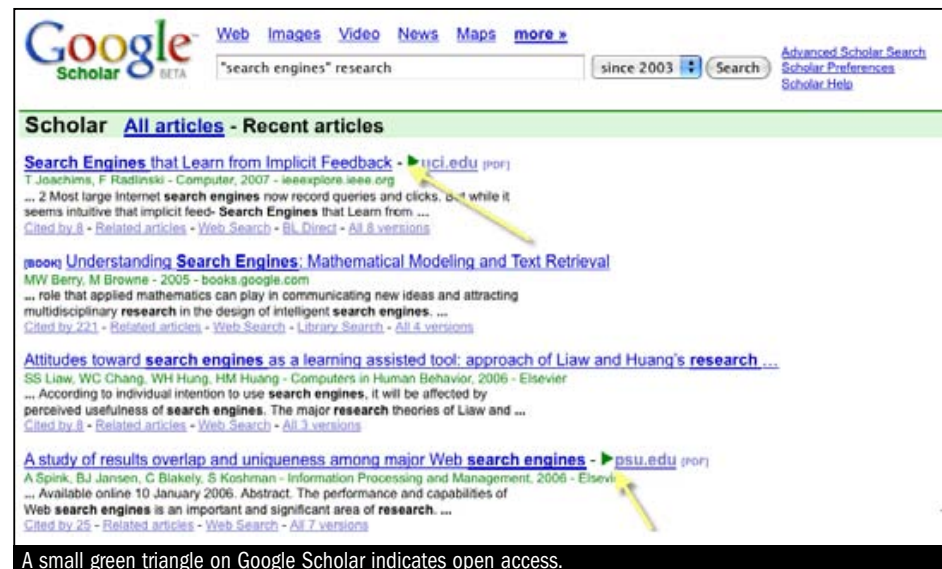 Google
Scholar BETA
Web Images Video News Maps more »
"search engines" research
since 2003 Search
Advanced Scholar Search
Scholar Preferences
Scholar Help
Scholar All articles - Recent articles
Search Engines that Learn from Implicit Feedback - uci.edu [PDF]
T Joachims, F Radlinski - Computer, 2007 - ieeexplore.ieee.org
... 2 Most large Internet search engines now record queries and clicks. But while it
seems intuitive that implicit feed- Search Engines that Learn from ...
Cited by 8 - Related articles - Web Search - BL Direct - All 8 versions
[BOOK] Understanding Search Engines: Mathematical Modeling and Text Retrieval
MW Berry, M Browne - 2005 - books.google.com
... role that applied mathematics can play in communicating new ideas and attracting
multidisciplinary research in the design of intelligent search engines. ...
Cited by 221 - Related articles - Web Search - Library Search - All 4 versions
Attitudes toward search engines as a learning assisted tool: approach of Liaw and Huang's research ...
SS Liaw, WC Chang, WH Hung, HM Huang - Computers in Human Behavior, 2006 - Elsevier
... According to individual intention to use search engines, it will be affected by
perceived usefulness of search engines. The major research theories of Liaw and ...
Cited by 8 - Related articles - Web Search - All 3 versions
A study of results overlap and uniqueness among major Web search engines - psu.edu [PDF]
A Spink, BJ Jansen, C Blakely, S Koshman - Information Processing and Management, 2006 - Elsevier
... Available online 10 January 2006. Abstract. The performance and capabilities of
Web search engines is an important and significant area of research. ...
Cited by 25 - Related articles - Web Search - All 7 versions
A small green triangle on Google Scholar indicates open access.